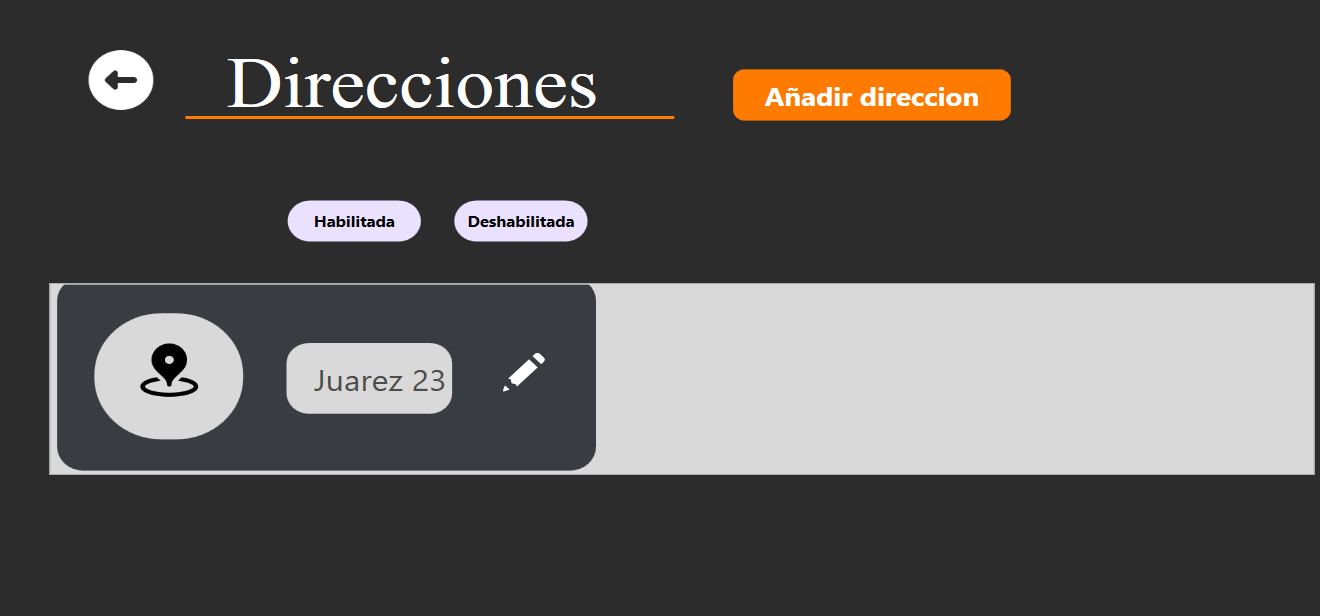 Direcciones
Añadir direccion
Habilitada
Deshabilitada
Juarez 23